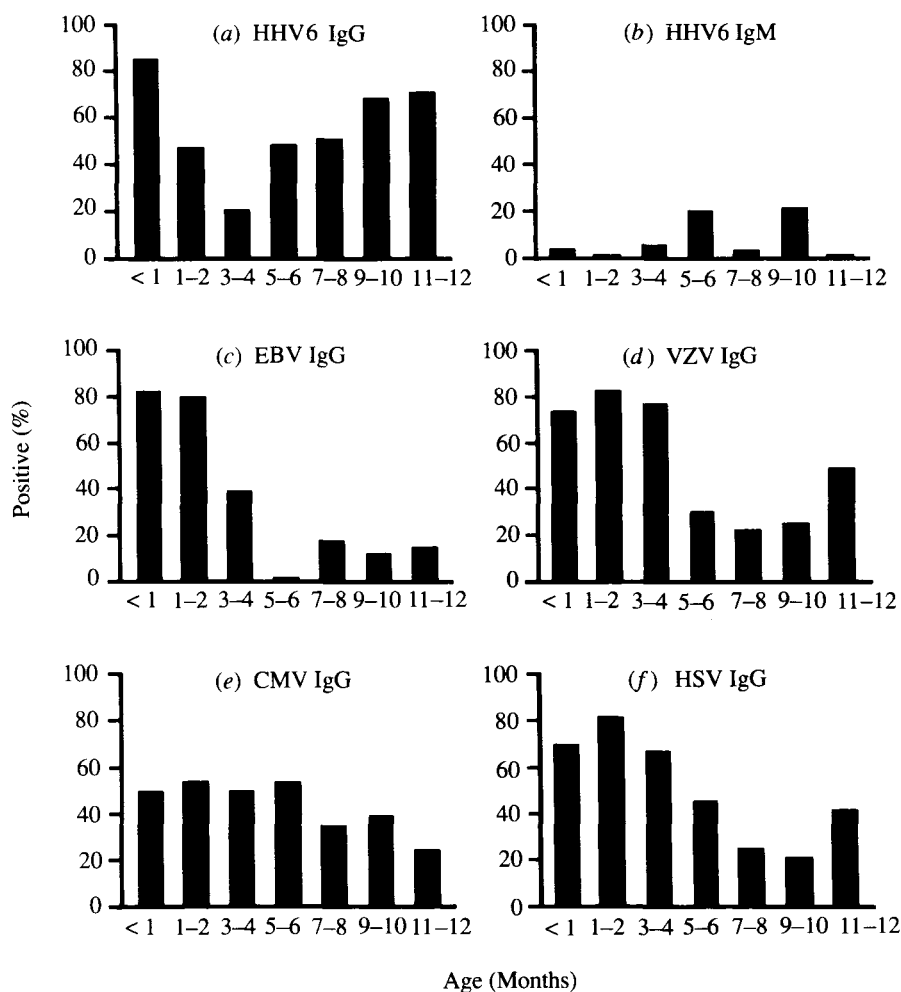 (a) HHV6 IgG
100
80
60
40
20
0
< 1 1–2 3–4 5–6 7–8 9–10 11–12
(b) HHV6 IgM
100
80
60
40
20
0
< 1 1–2 3–4 5–6 7–8 9–10 11–12
Positive (%)
(c) EBV IgG
100
80
60
40
20
0
< 1 1–2 3–4 5–6 7–8 9–10 11–12
(d) VZV IgG
100
80
60
40
20
0
< 1 1–2 3–4 5–6 7–8 9–10 11–12
(e) CMV IgG
100
80
60
40
20
0
< 1 1–2 3–4 5–6 7–8 9–10 11–12
(f) HSV IgG
100
80
60
40
20
0
< 1 1–2 3–4 5–6 7–8 9–10 11–12
Age (Months)